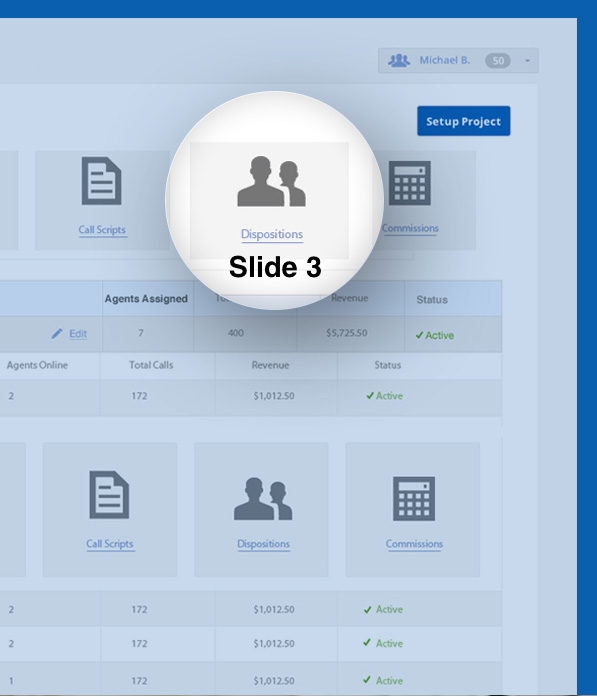 Michael B. 50
Setup Project
Call Scripts Dispositions Commissions
Slide 3
Agents Assigned Revenue Status
Edit 7 400 $5,725.50 Active
Agents Online Total Calls Revenue Status
2 172 $1,012.50 Active
Call Scripts Dispositions Commissions
2 172 $1,012.50 Active
2 172 $1,012.50 Active
1 172 $1,012.50 Active